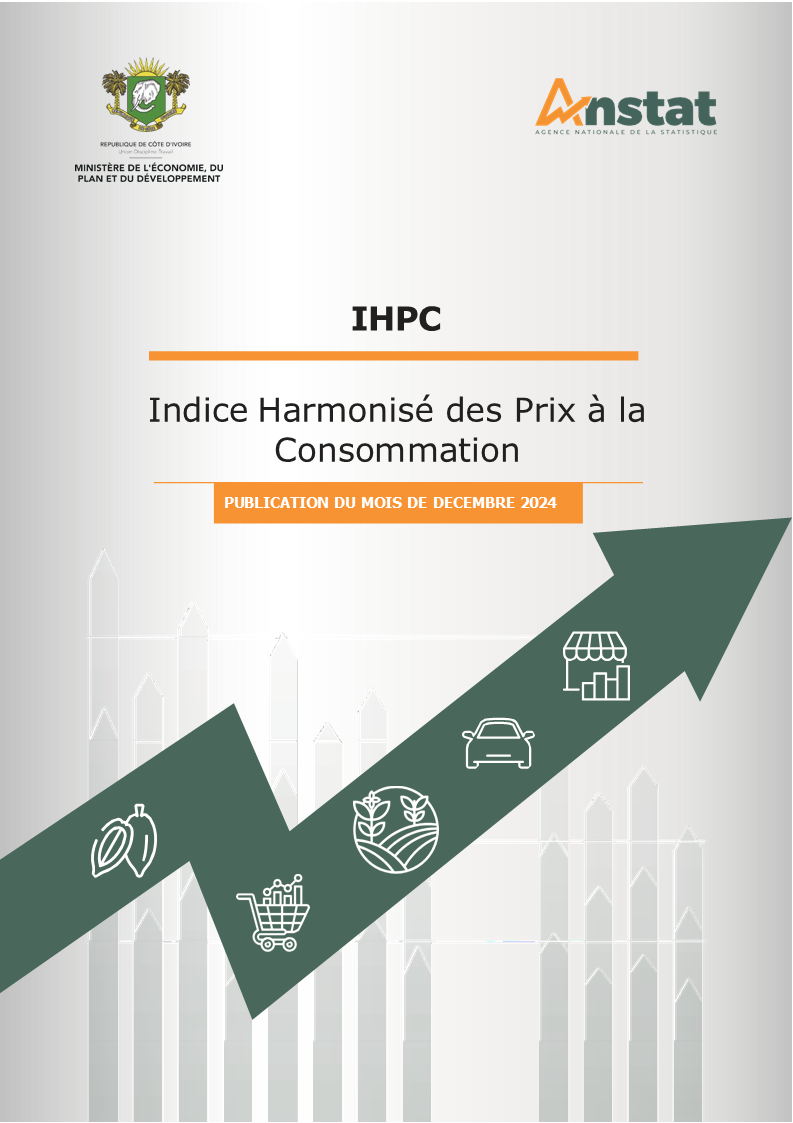 REPUBLIQUE DE CÔTE D'IVOIRE
Union-Discipline-Travail
MINISTÈRE DE L'ÉCONOMIE, DU
PLAN ET DU DÉVELOPPEMENT
Anstat
AGENCE NATIONALE DE LA STATISTIQUE
IHPC
Indice Harmonisé des Prix à la
Consommation
PUBLICATION DU MOIS DE DECEMBRE 2024